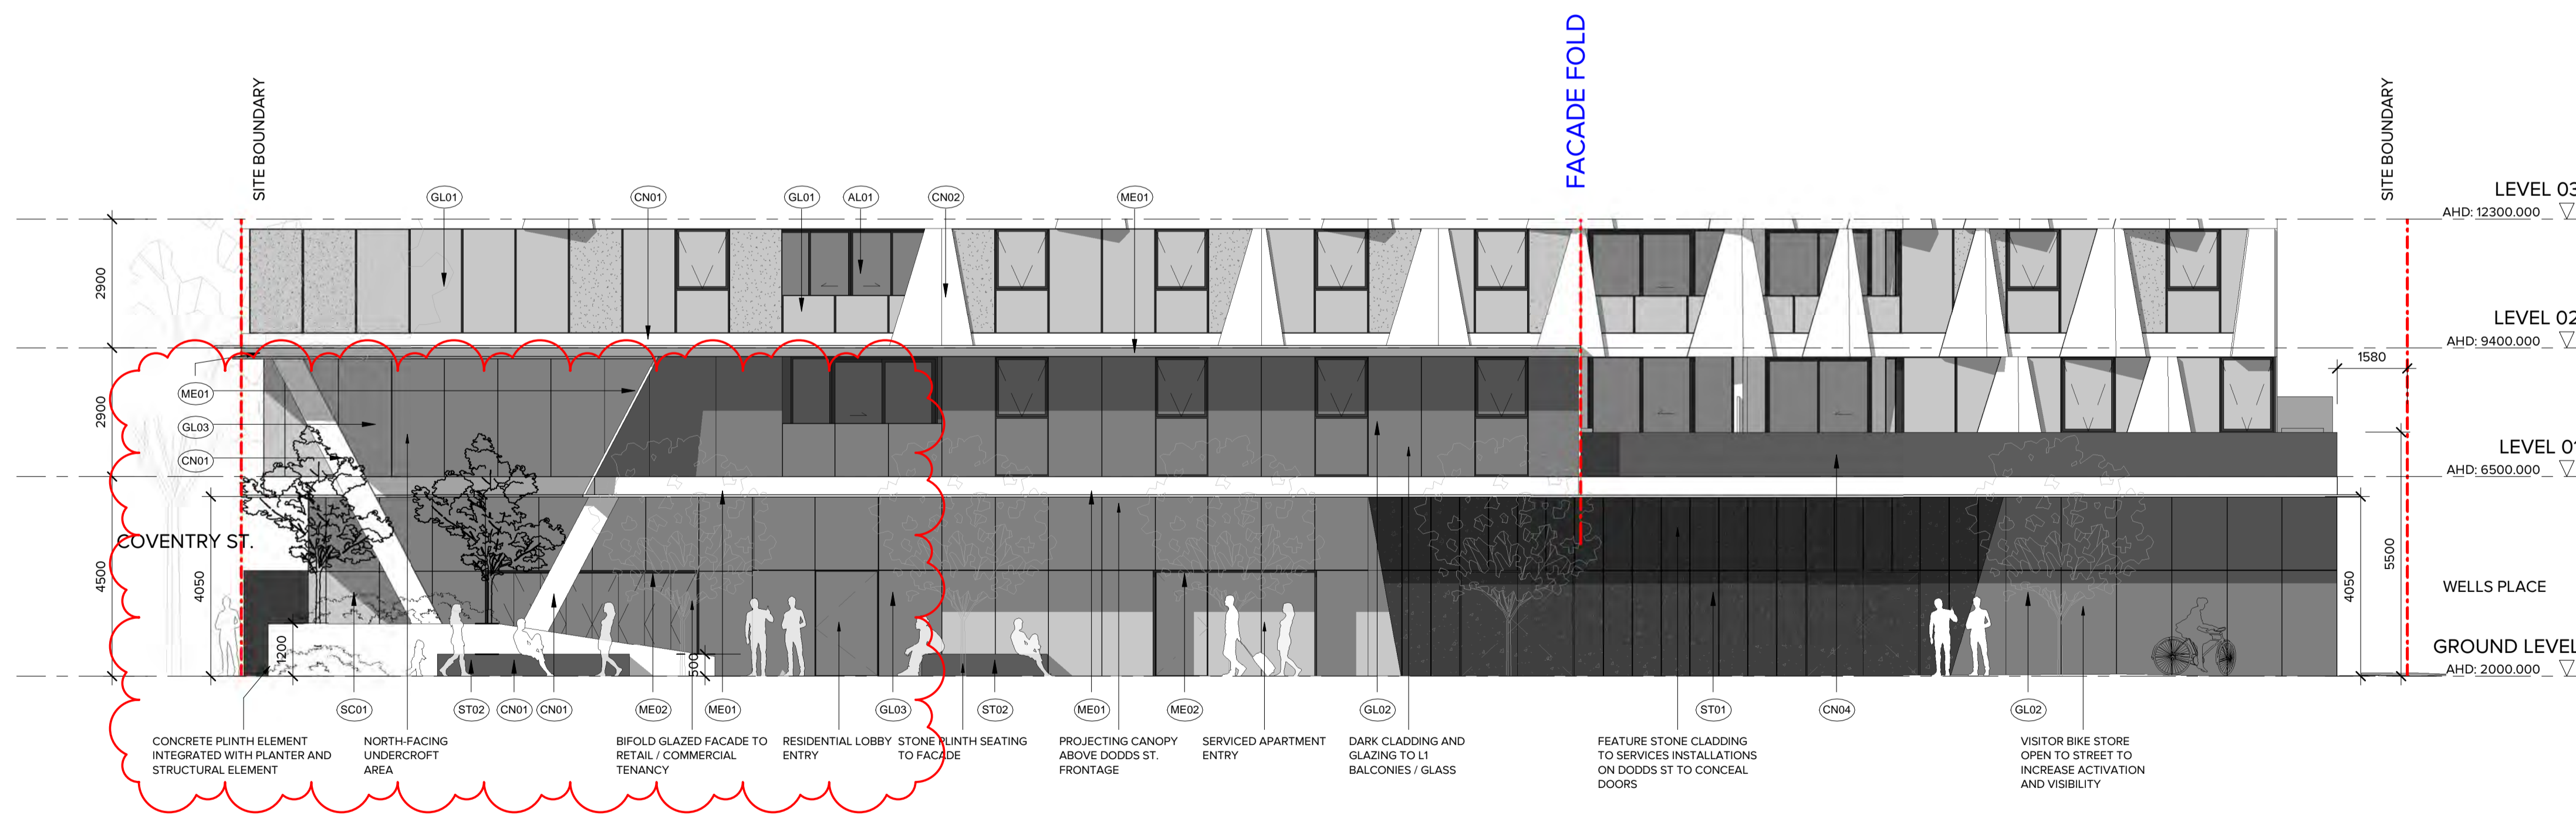 FACADE FOLD
SITE BOUNDARY
SITE BOUNDARY
GL01
CN01
GL01
AL01
CN02
ME01
LEVEL 03
AHD: 12300.000
2900
LEVEL 02
AHD: 9400.000
1580
ME01
2900
GL03
CN01
LEVEL 01
AHD: 6500.000
COVENTRY ST.
4500
4050
1200
500
4050
5500
WELLS PLACE
GROUND LEVEL
AHD: 2000.000
SC01
ST02
CN01
CN01
ME02
ME01
GL03
ST02
ME01
ME02
GL02
ST01
CN04
GL02
CONCRETE PLINTH ELEMENT
INTEGRATED WITH PLANTER AND
STRUCTURAL ELEMENT
NORTH-FACING
UNDERCROFT
AREA
BIFOLD GLAZED FACADE TO
RETAIL / COMMERCIAL
TENANCY
RESIDENTIAL LOBBY
ENTRY
STONE PLINTH SEATING
TO FACADE
PROJECTING CANOPY
ABOVE DODDS ST.
FRONTAGE
SERVICED APARTMENT
ENTRY
DARK CLADDING AND
GLAZING TO L1
BALCONIES / GLASS
FEATURE STONE CLADDING
TO SERVICES INSTALLATIONS
ON DODDS ST TO CONCEAL
DOORS
VISITOR BIKE STORE
OPEN TO STREET TO
INCREASE ACTIVATION
AND VISIBILITY